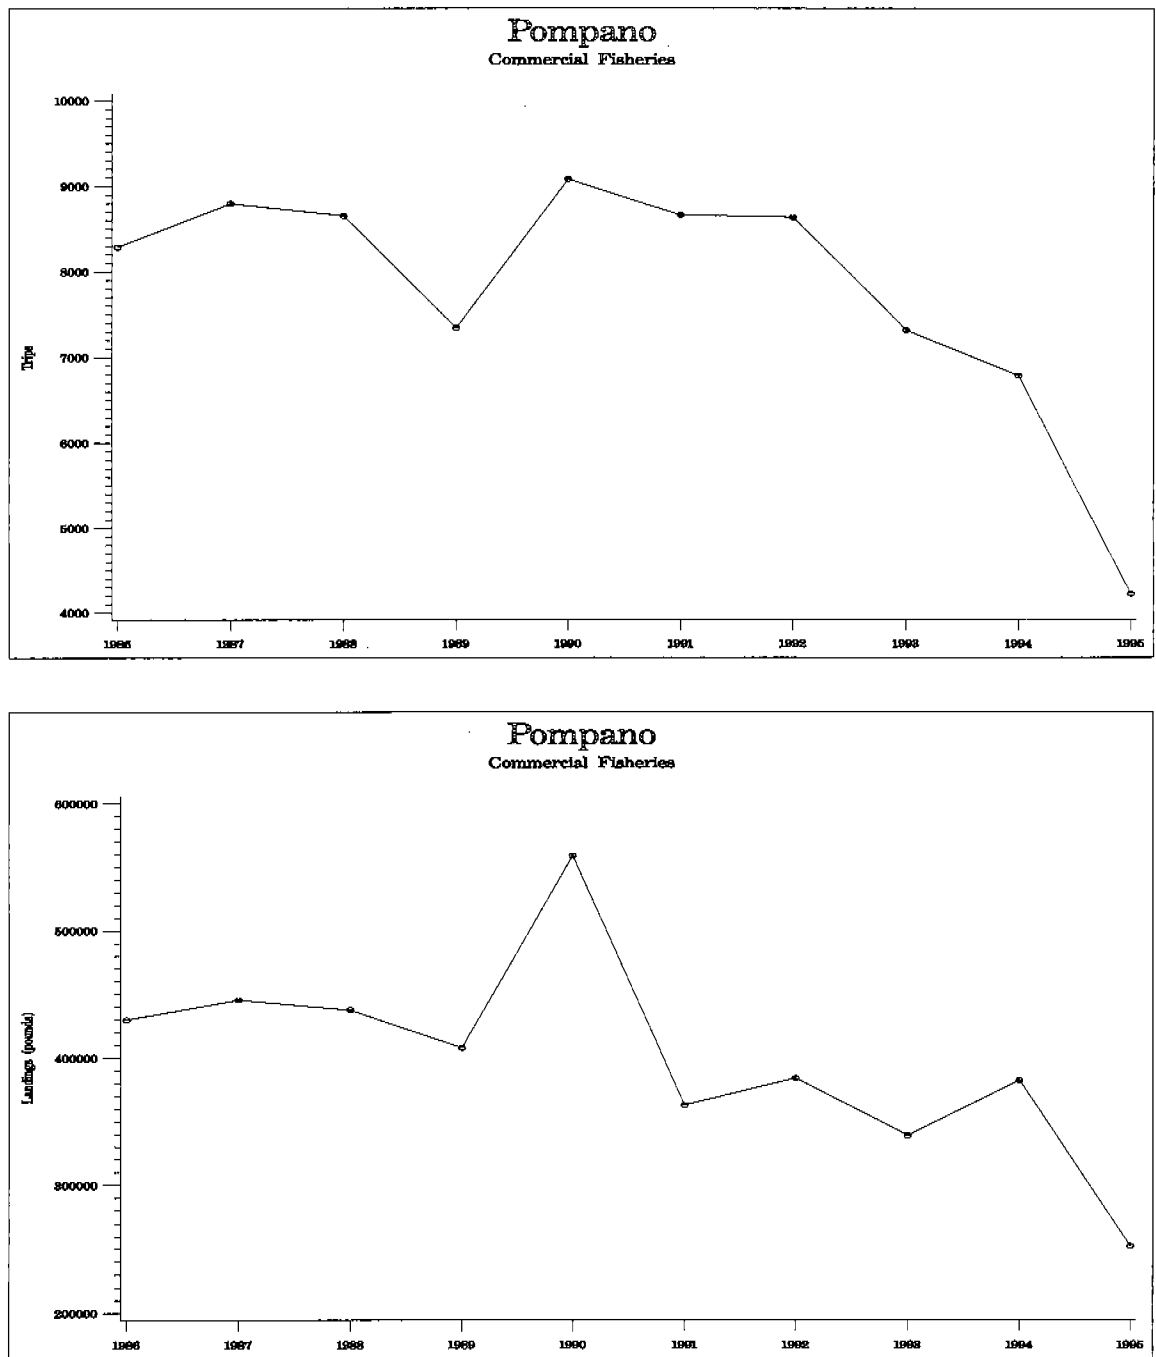 Pompano
Commercial Fisheries
10000
9000
8000
7000
6000
5000
4000
Trips
1986 1987 1988 1989 1990 1991 1992 1993 1994 1995
Pompano
Commercial Fisheries
600000
500000
400000
300000
200000
Landings (pounds)
1986 1987 1988 1989 1990 1991 1992 1993 1994 1995